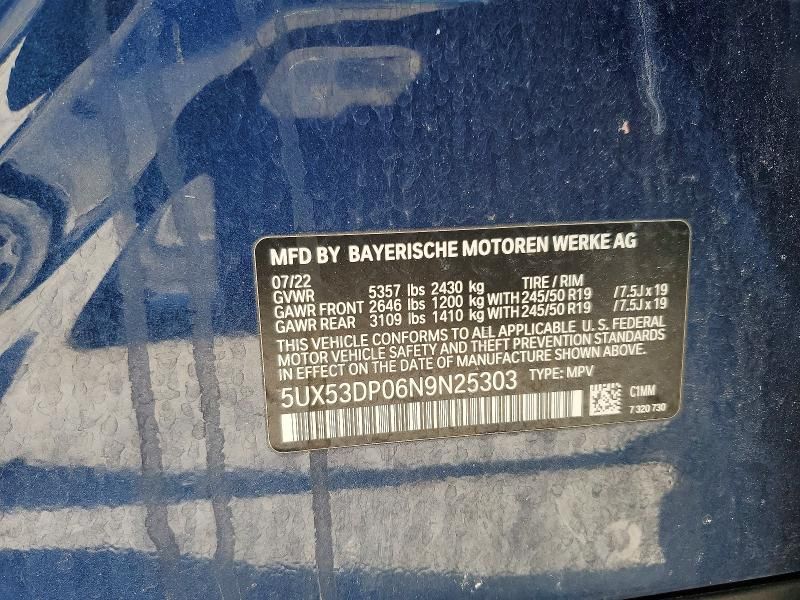 MFD BY BAYERISCHE MOTOREN WERKE AG
07/22 TIRE / RIM
GVWR 5357 lbs 2430 kg
GAWR FRONT 2646 lbs 1200 kg WITH 245/50 R19 /7.5J x 19
GAWR REAR 3109 lbs 1410 kg WITH 245/50 R19 /7.5J x 19
THIS VEHICLE CONFORMS TO ALL APPLICABLE U. S. FEDERAL
MOTOR VEHICLE SAFETY AND THEFT PREVENTION STANDARDS
IN EFFECT ON THE DATE OF MANUFACTURE SHOWN ABOVE.
5UX53DP06N9N25303 TYPE: MPV
C1MM
7 320 730